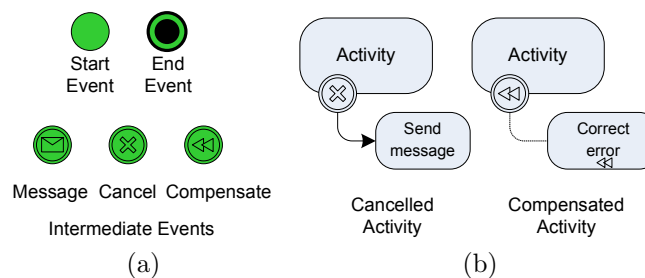 Start
Event
End
Event
Message
Cancel
Compensate
Intermediate Events
(a)
Activity
Send
message
Cancelled
Activity
Activity
Correct
error
Compensated
Activity
(b)